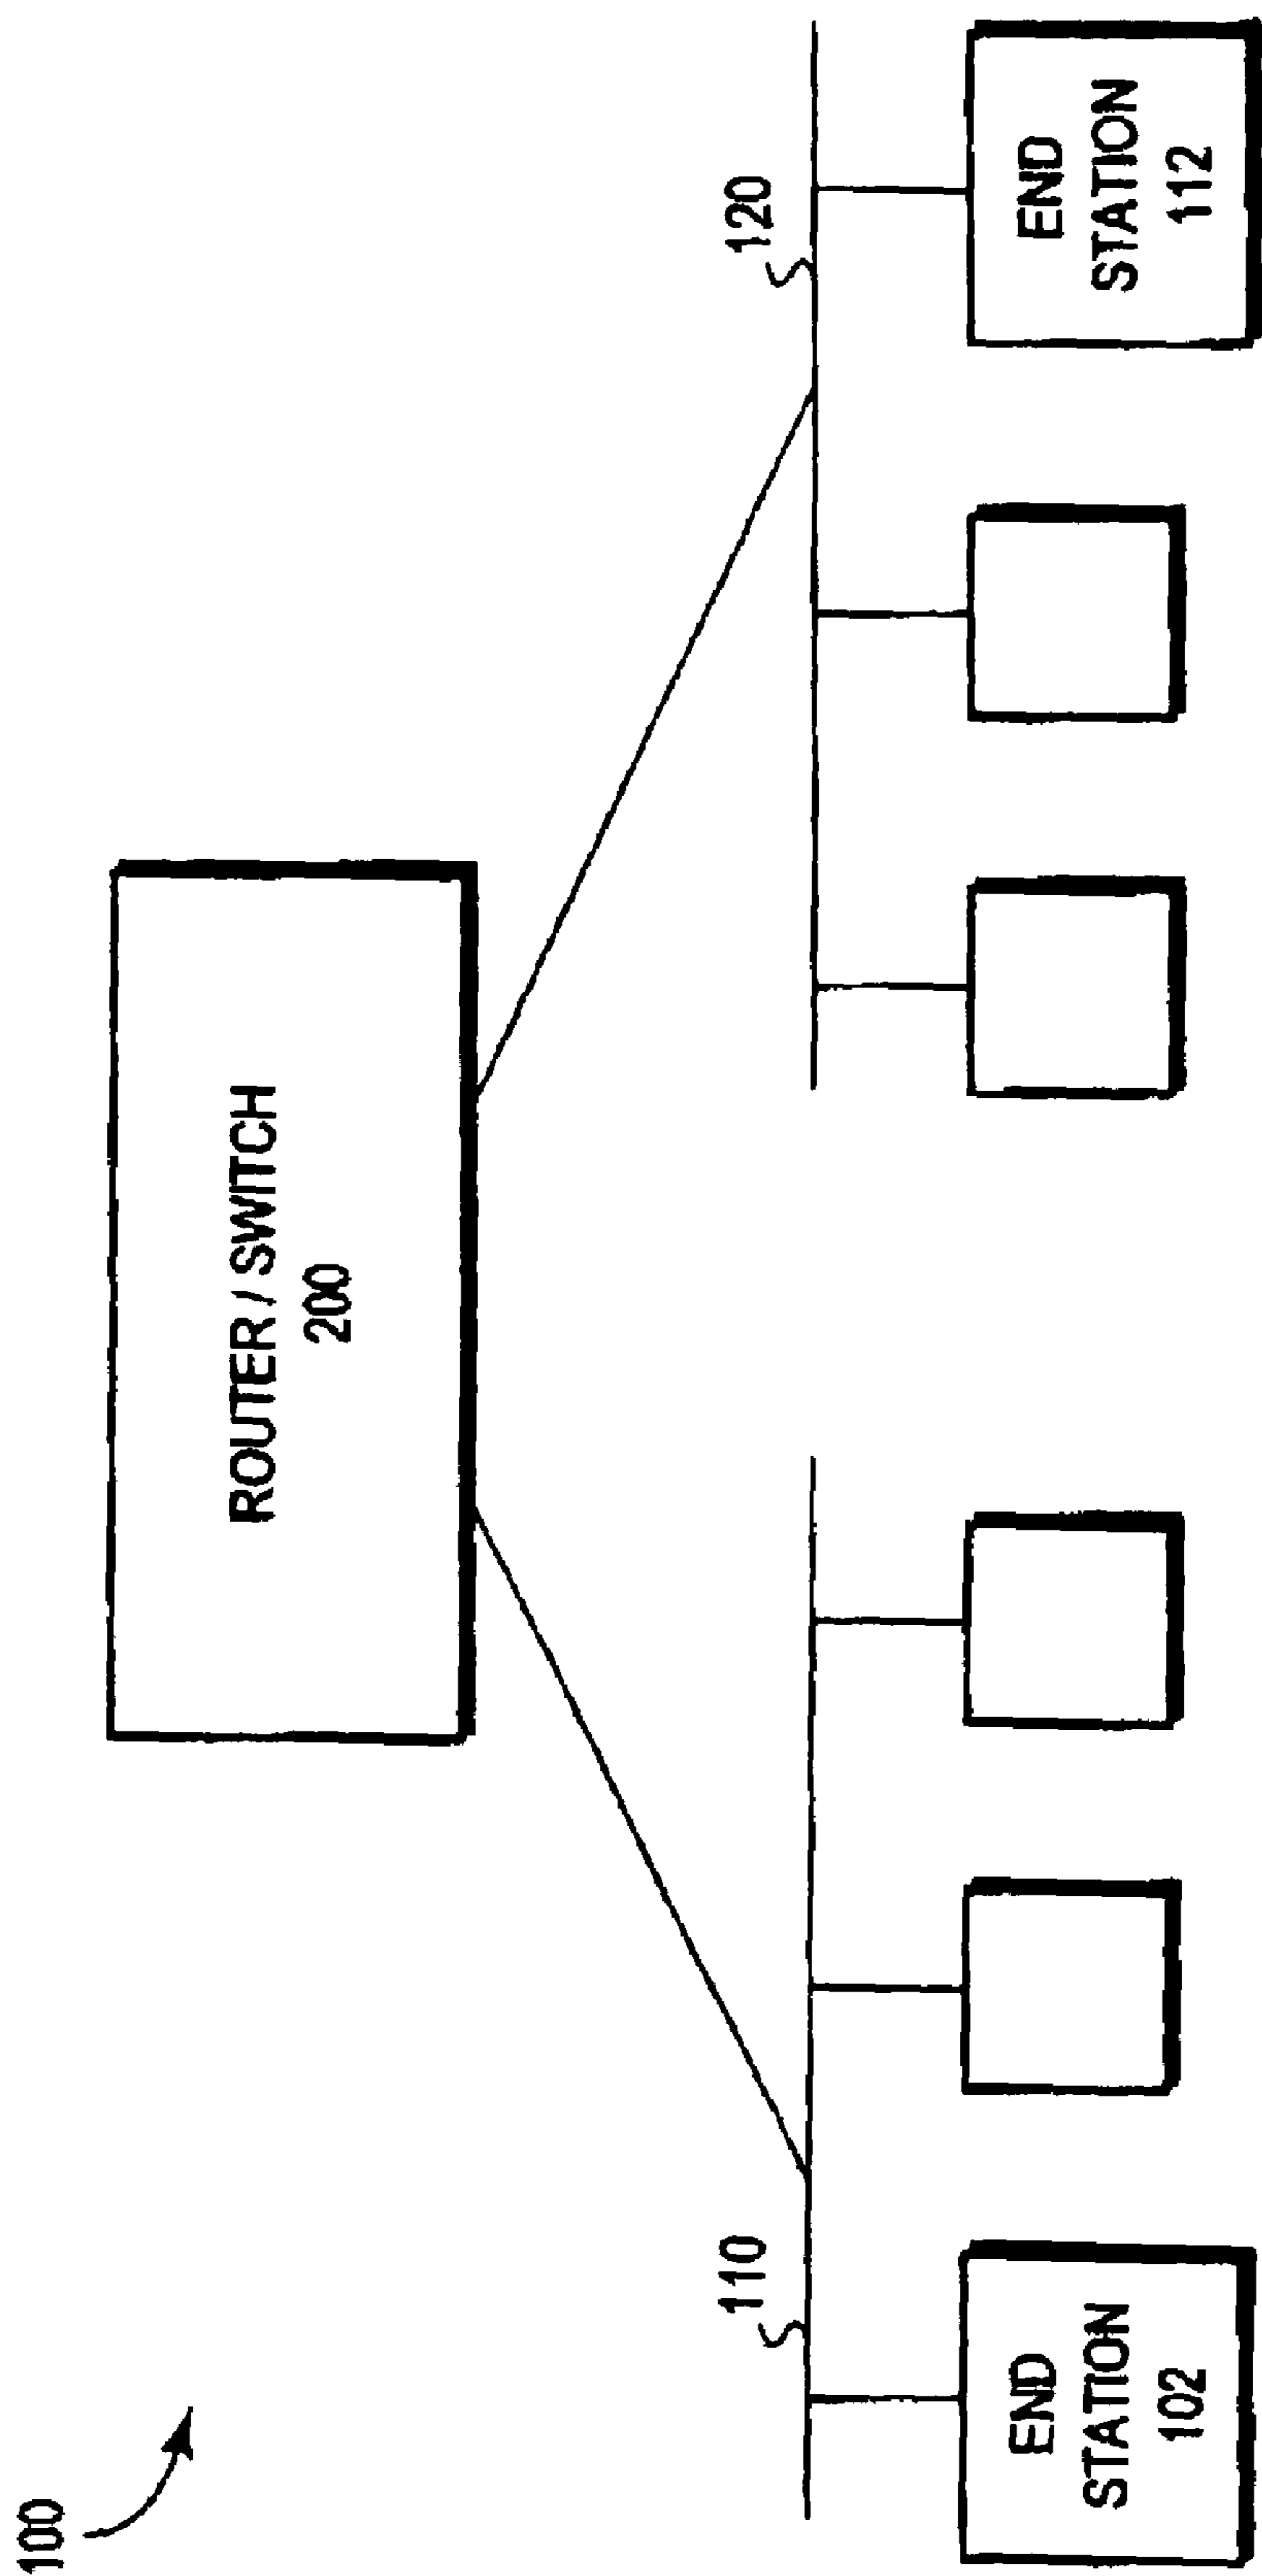 100
ROUTER / SWITCH
200
110
120
END
STATION
102
END
STATION
112